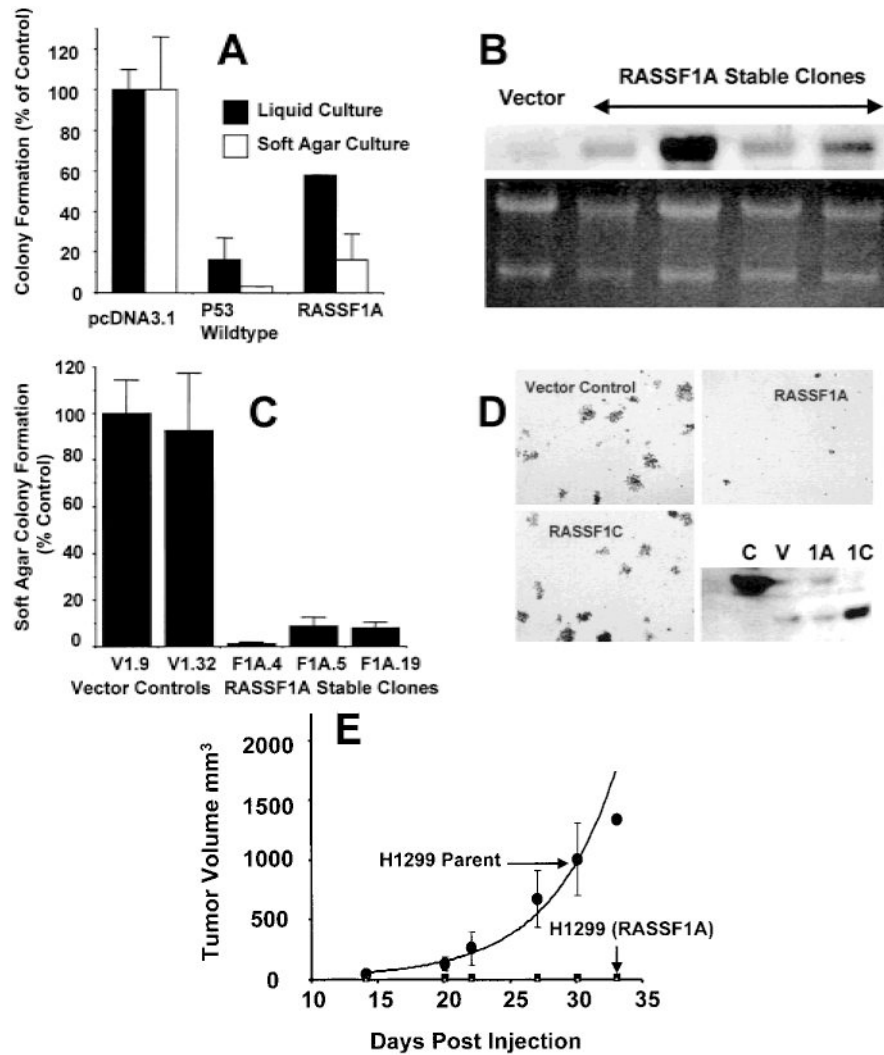 A
Colony Formation (% of Control)
120
100
80
60
40
20
0
Liquid Culture
Soft Agar Culture
pcDNA3.1
P53 Wildtype
RASSF1A
B
RASSF1A Stable Clones
Vector
C
Soft Agar Colony Formation
(% Control)
120
100
80
60
40
20
0
V1.9 V1.32 F1A.4 F1A.5 F1A.19
Vector Controls RASSF1A Stable Clones
D
Vector Control
RASSF1A
RASSF1C
C V 1A 1C
E
Tumor Volume mm³
2000
1500
1000
500
0
H1299 Parent
H1299 (RASSF1A)
10 15 20 25 30 35
Days Post Injection